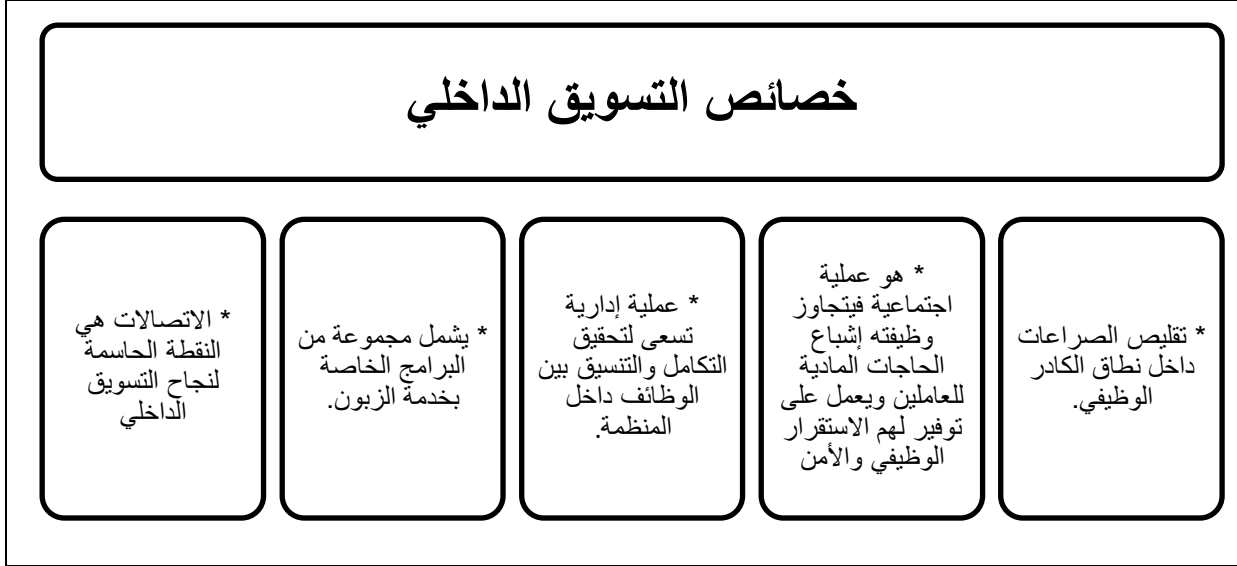 خصائص التسويق الداخلي
* تقليص الصراعات
داخل نطاق الكادر
الوظيفي.
* هو عملية
اجتماعية فيتجاوز
وظيفته إشباع
الحاجات المادية
للعاملين ويعمل على
توفير لهم الاستقرار
الوظيفي والأمن
* عملية إدارية
تسعى لتحقيق
التكامل والتنسيق بين
الوظائف داخل
المنظمة.
* يشمل مجموعة من
البرامج الخاصة
بخدمة الزبون.
* الاتصالات هي
النقطة الحاسمة
لنجاح التسويق
الداخلي